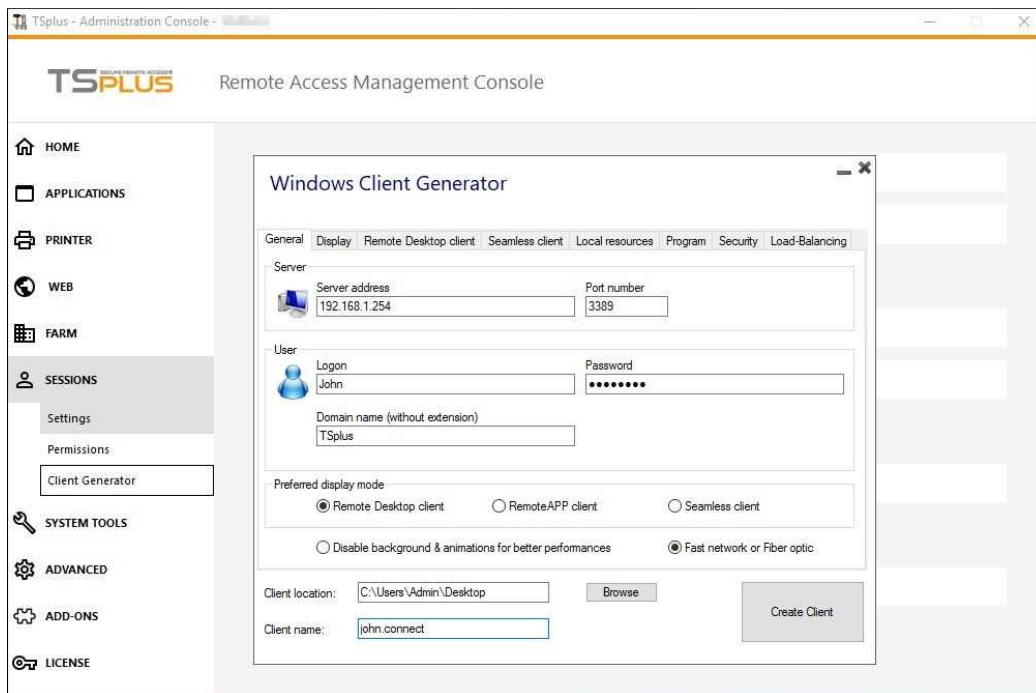 TSplus - Administration Console -
TSPLUS
SECURE REMOTE ACCESS
Remote Access Management Console
HOME
APPLICATIONS
PRINTER
WEB
FARM
SESSIONS
Settings
Permissions
Client Generator
SYSTEM TOOLS
ADVANCED
ADD-ONS
LICENSE
Windows Client Generator
General Display Remote Desktop client Seamless client Local resources Program Security Load-Balancing
Server
Server address Port number
192.168.1.254 3389
User
Logon Password
John ●●●●●●●●
Domain name (without extension)
TSplus
Preferred display mode
Remote Desktop client RemoteAPP client Seamless client
Disable background & animations for better performances Fast network or Fiber optic
Client location: C:\Users\Admin\Desktop Browse
Create Client
Client name: john.connect